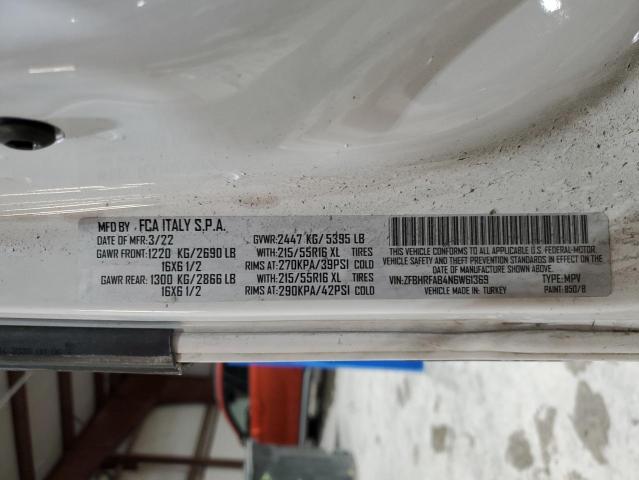 MFD BY FCA ITALY S.P.A.
DATE OF MFR: 3/22
GVWR: 2447 KG/5395 LB
GAWR FRONT: 1220 KG/2690 LB
WITH: 215/55R16 XL TIRES
16X6 1/2
RIMS AT: 270KPA/39PSI COLD
GAWR REAR: 1300 KG/2866 LB
WITH: 215/55R16 XL TIRES
16X6 1/2
RIMS AT: 290KPA/42PSI COLD
THIS VEHICLE CONFORMS TO ALL APPLICABLE U.S. FEDERAL-MOTOR
VEHICLE SAFETY AND THEFT PREVENTION STANDARDS IN EFFECT ON THE
DATE OF MANUFACTURE SHOWN ABOVE.
VIN: ZFBHRFAB4N6W61369 TYPE: MPV
VEHICLE MADE IN: TURKEY PAINT: 850/B